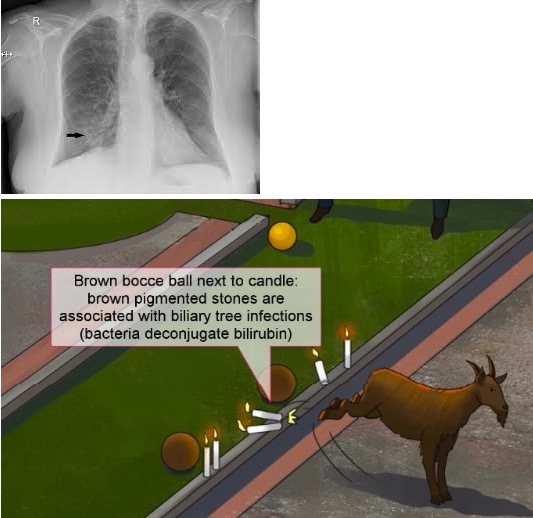 R
Brown bocce ball next to candle:
brown pigmented stones are
associated with biliary tree infections
(bacteria deconjugate bilirubin)